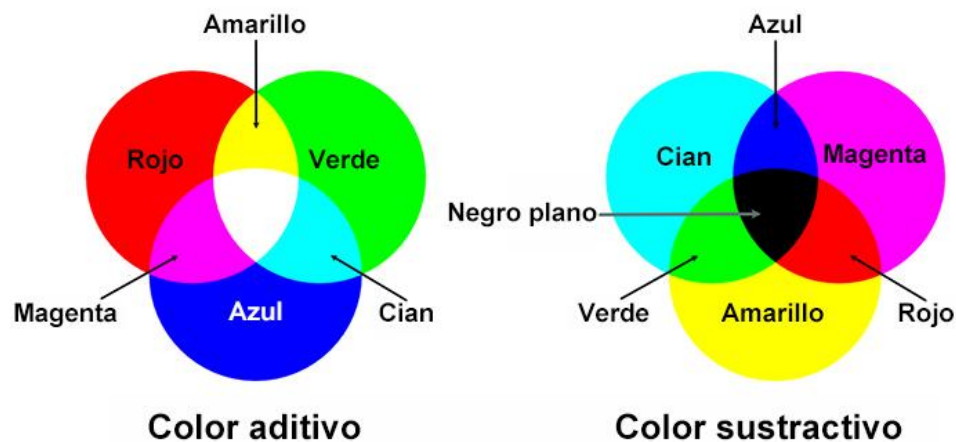 Amarillo
Rojo
Verde
Magenta
Azul
Cian
Color aditivo
Azul
Cian
Magenta
Negro plano
Verde
Amarillo
Rojo
Color sustractivo